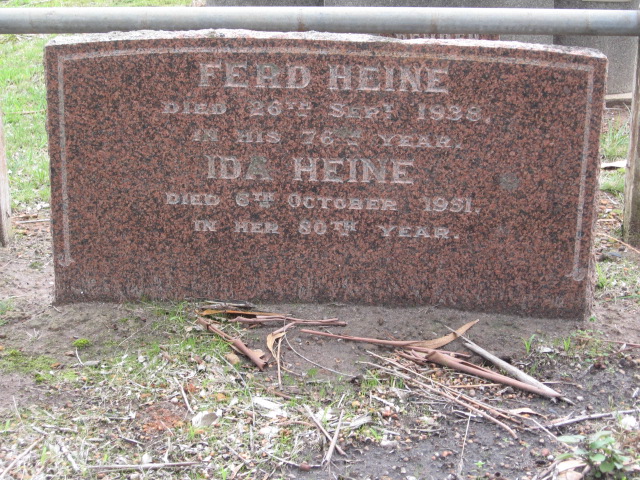 FERD HEINE
DIED 26TH SEPT. 1938.
IN HIS 76TH YEAR.
IDA HEINE
DIED 6TH OCTOBER 1951.
IN HER 80TH YEAR.